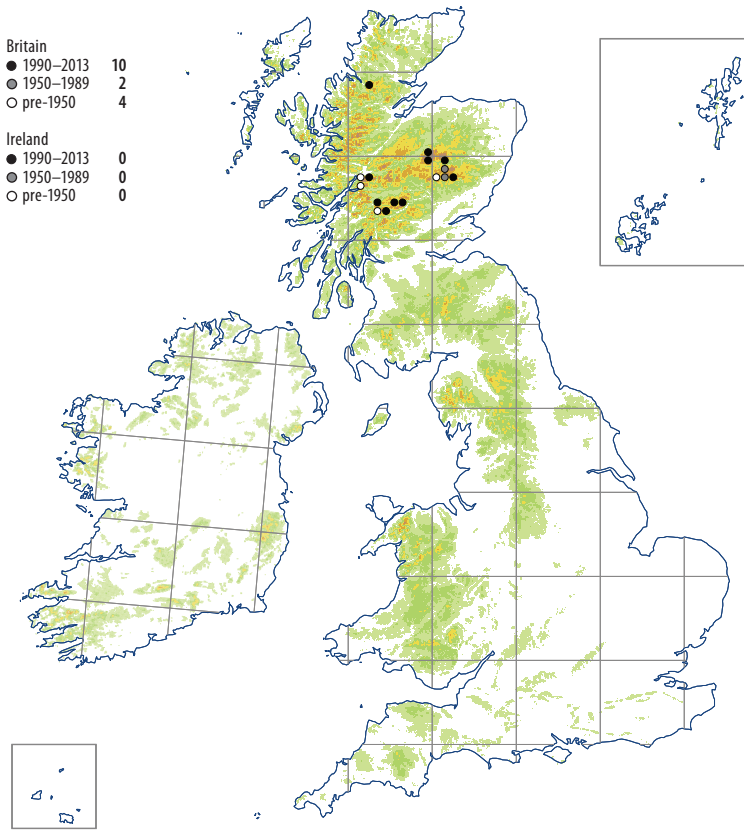 Britain
● 1990–2013 10
● 1950–1989 2
○ pre-1950 4
Ireland
● 1990–2013 0
● 1950–1989 0
○ pre-1950 0